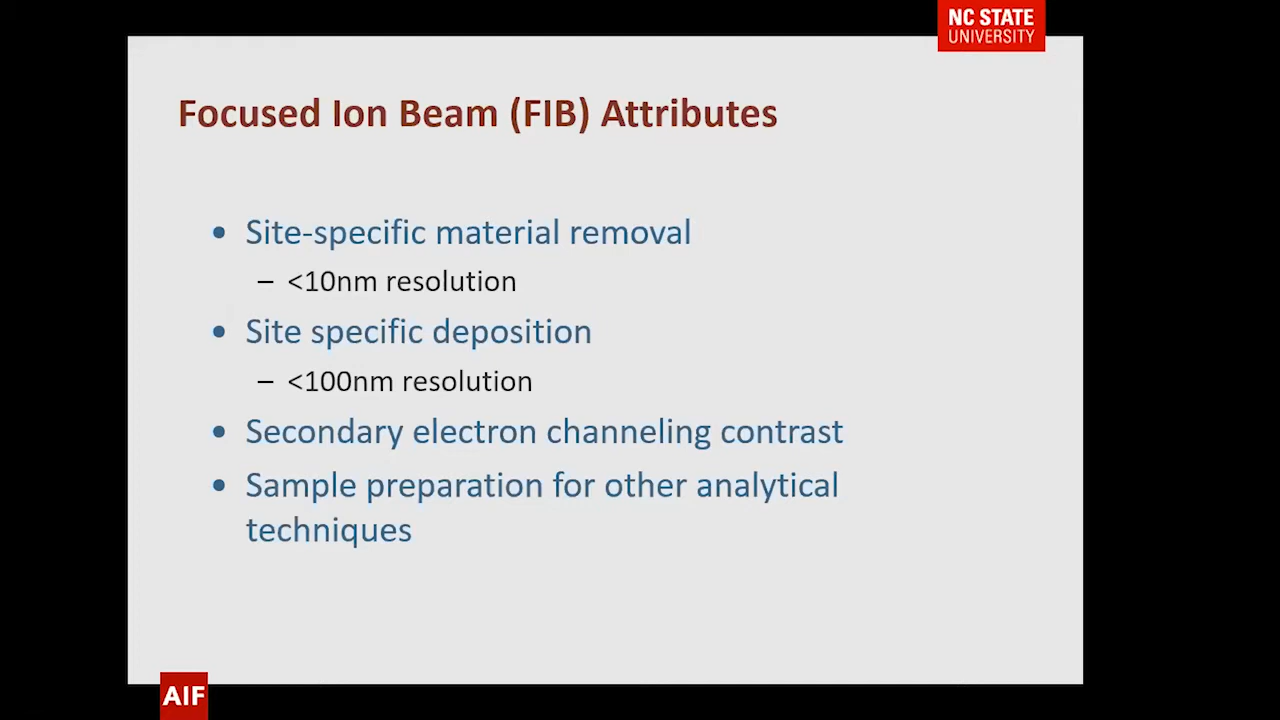 NC STATE
UNIVERSITY
Focused Ion Beam (FIB) Attributes
• Site-specific material removal
– <10nm resolution
• Site specific deposition
– <100nm resolution
• Secondary electron channeling contrast
• Sample preparation for other analytical
techniques
AIF